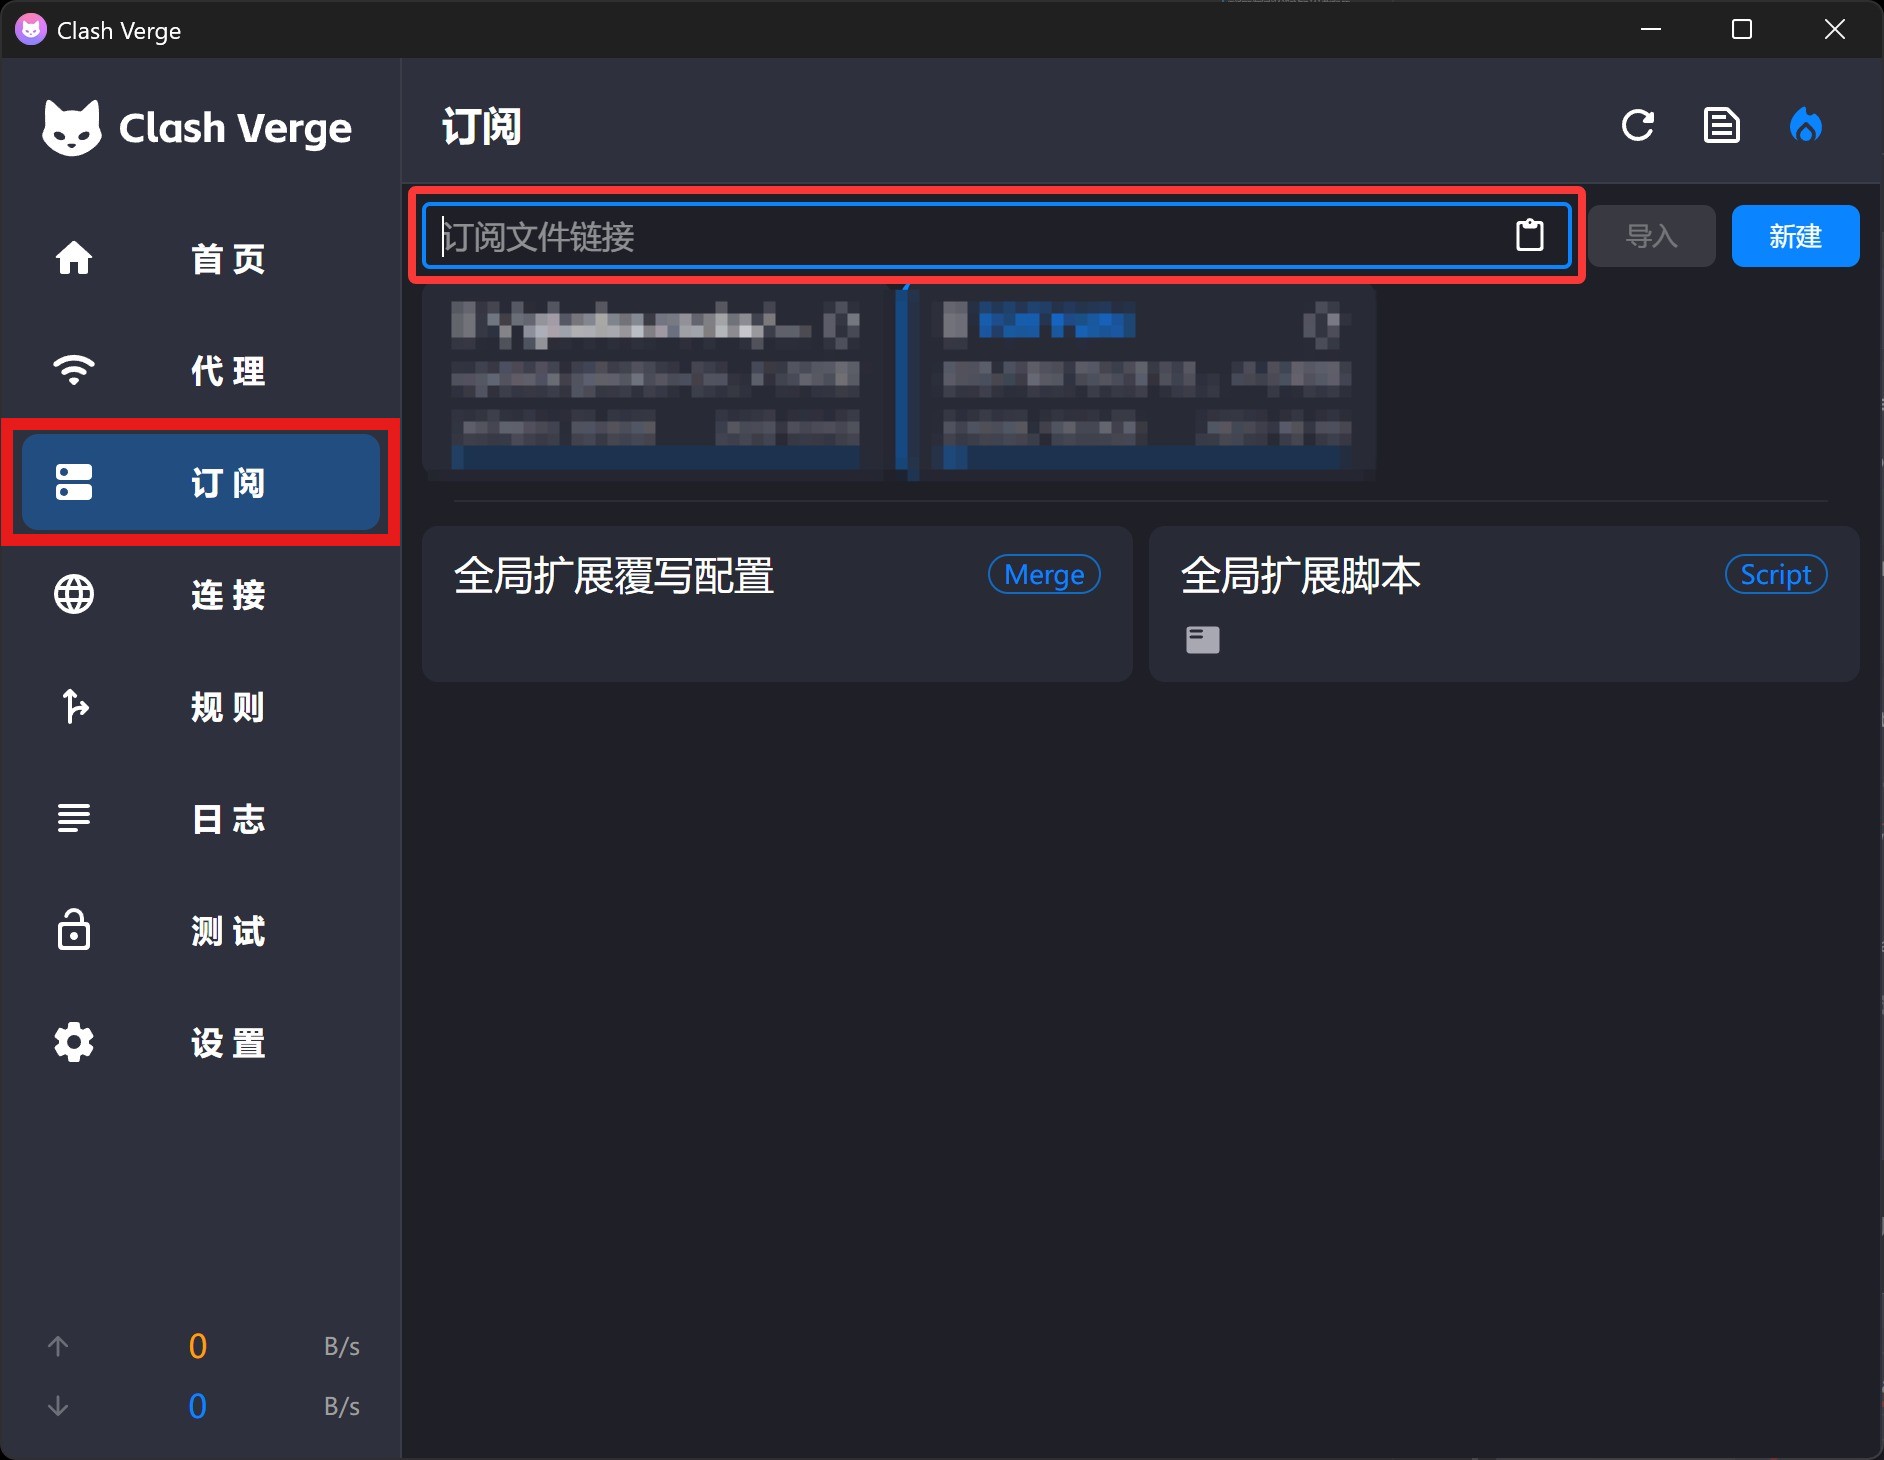 Clash Verge
Clash Verge
首 页
代 理
订 阅
连 接
规 则
日 志
测 试
设 置
0 B/s
0 B/s
订阅
订阅文件链接
导入
新建
全局扩展覆写配置
Merge
全局扩展脚本
Script